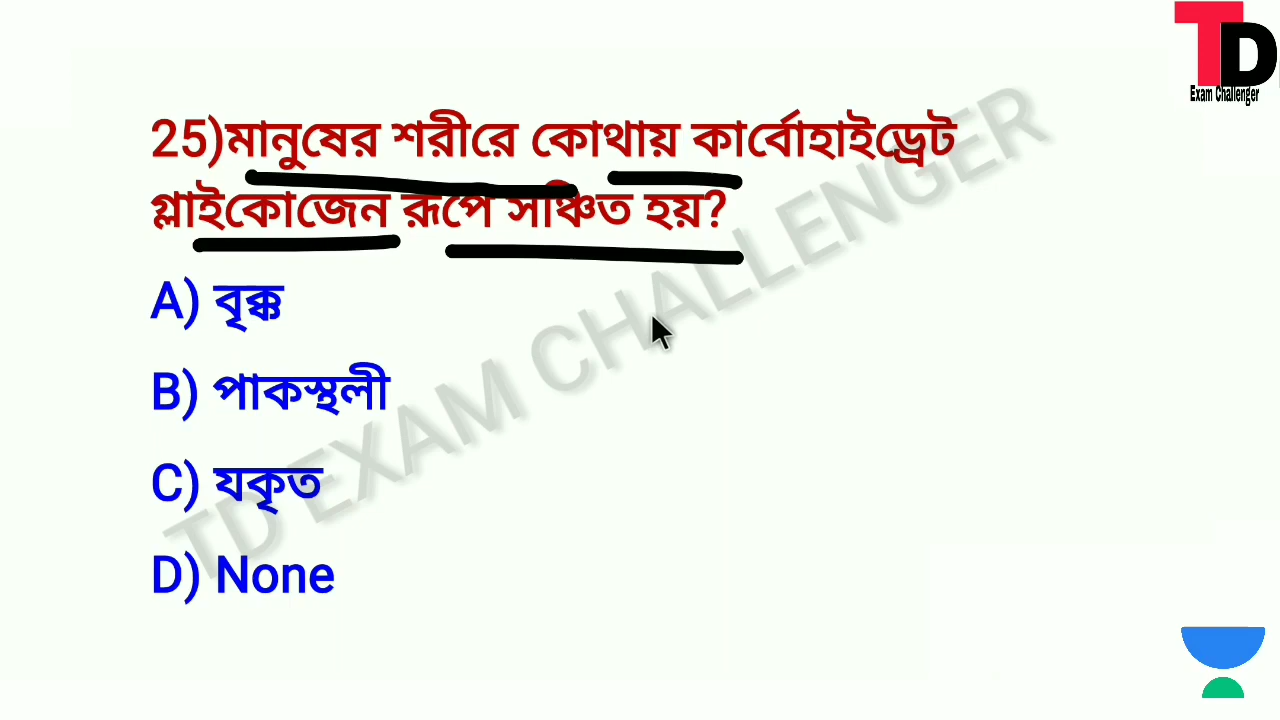 TD
Exam Challenger
25)মানুষের শরীরে কোথায় কার্বোহাইড্রেট
গ্লাইকোজেন রূপে সঞ্চিত হয়?
A) বৃক্ক
B) পাকস্থলী
C) যকৃত
D) None
TD EXAM CHALLENGER